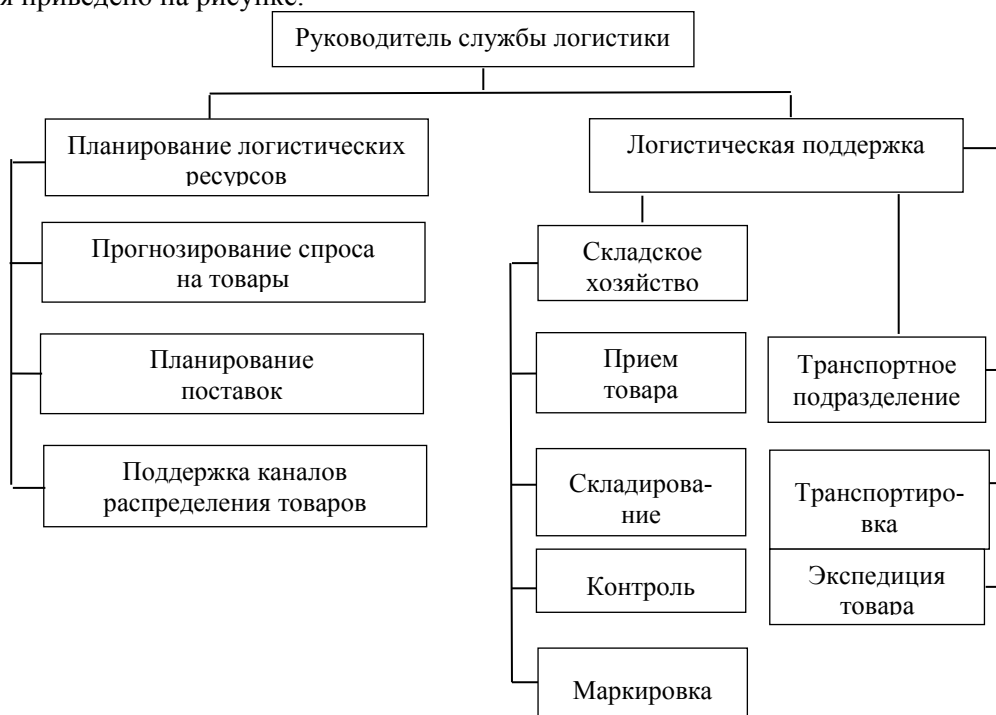 я приведено на рисунке.
Руководитель службы логистики
Планирование логистических
ресурсов
Логистическая поддержка
Прогнозирование спроса
на товары
Складское
хозяйство
Планирование
поставок
Прием
товара
Транспортное
подразделение
Поддержка каналов
распределения товаров
Складирова-
ние
Транспортиро-
вка
Контроль
Экспедиция
товара
Маркировка